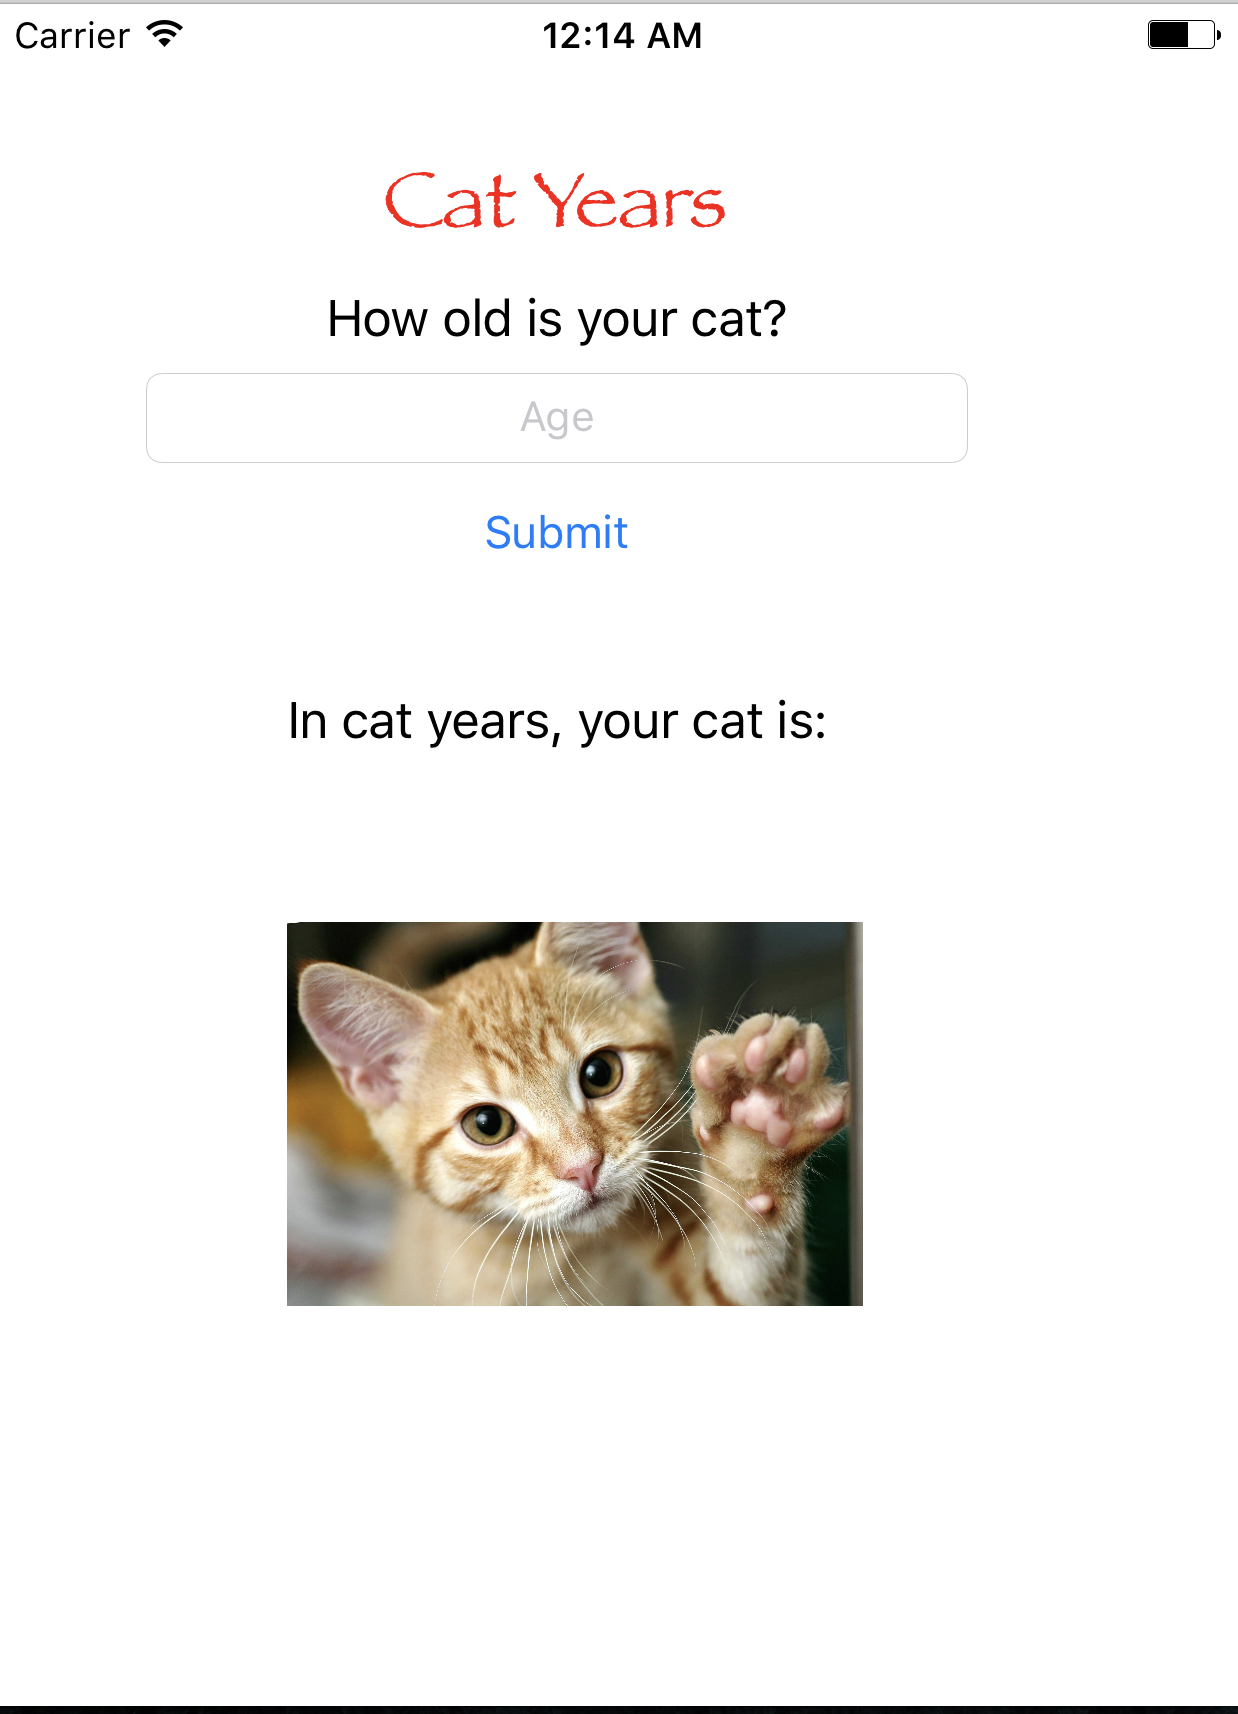 Carrier 12:14 AM
Cat Years
How old is your cat?
Age
Submit
In cat years, your cat is: